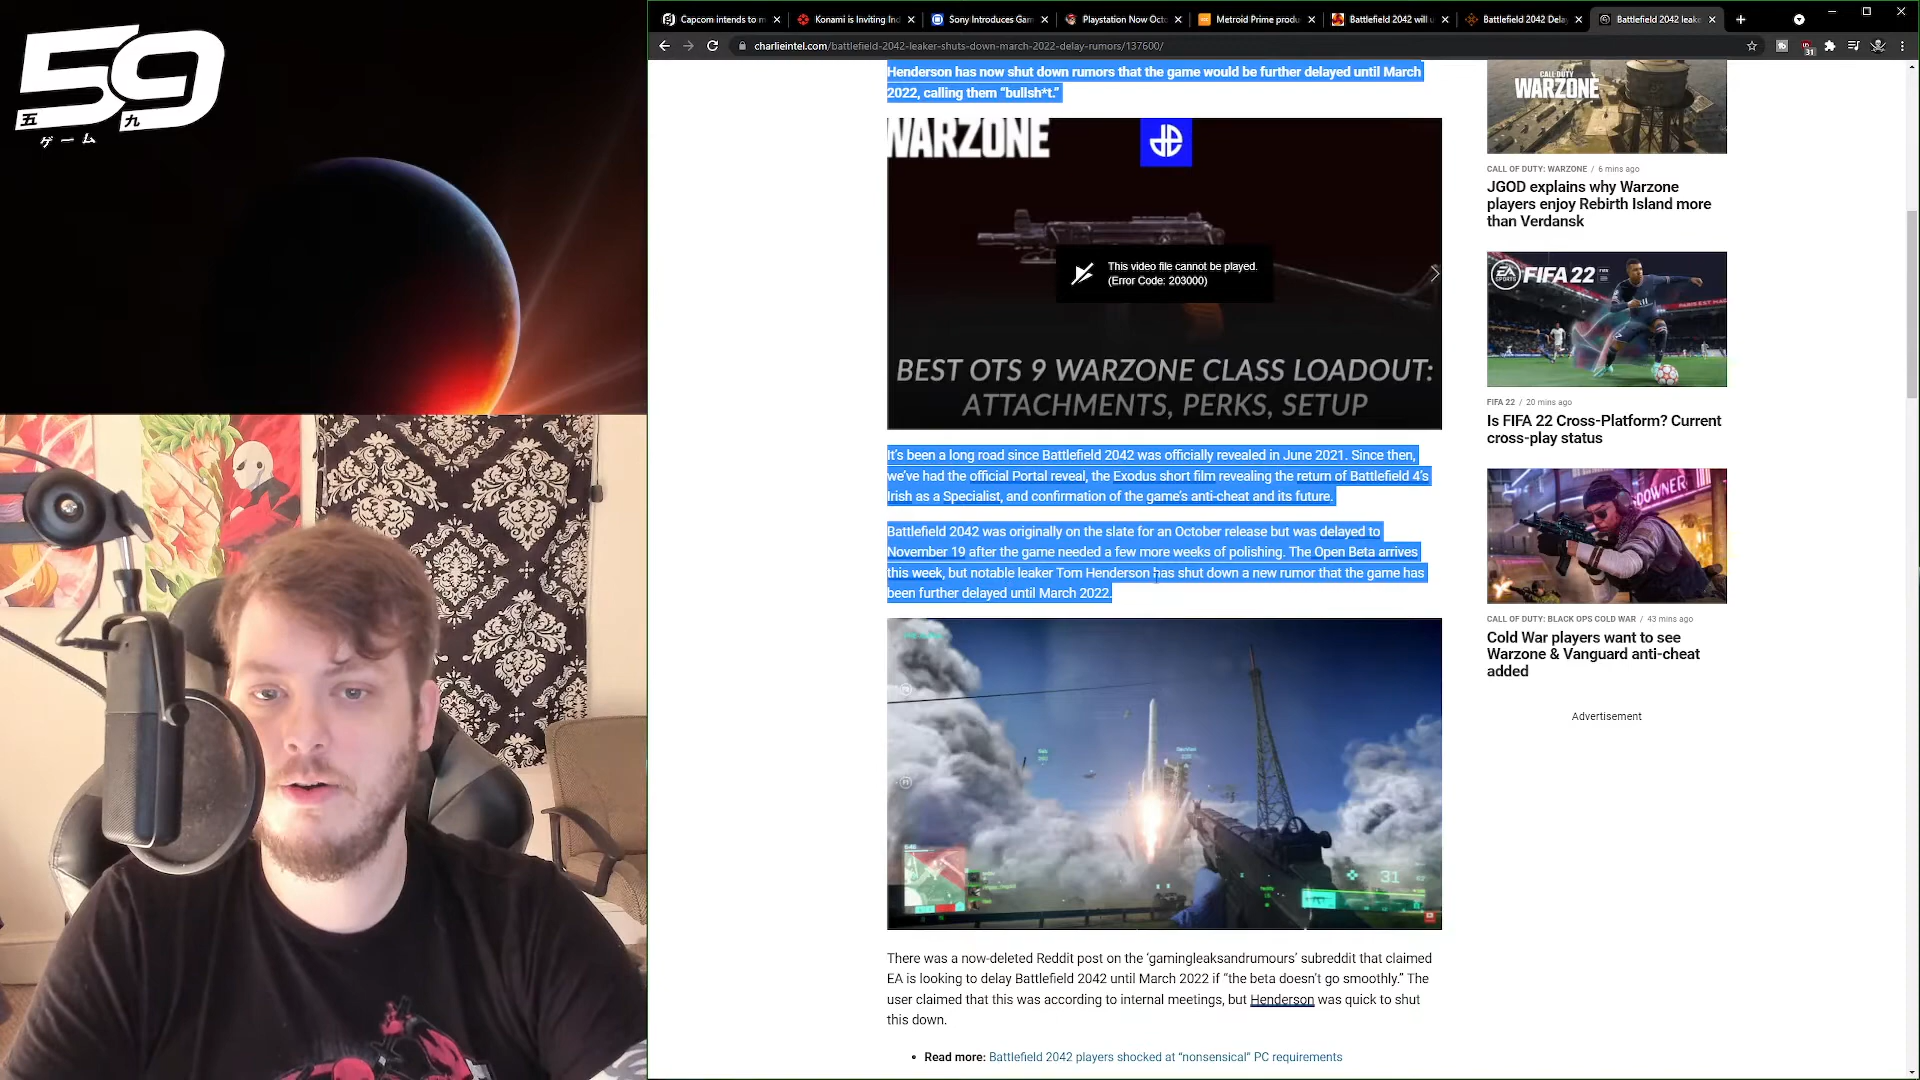 59
五 九
ゲーム
Capcom intends to m
Konami is Inviting Ind
Sony Introduces Gam
Playstation Now Octo
Metroid Prime produ
Battlefield 2042 will u
Battlefield 2042 Delay
Battlefield 2042 leake
charlieintel.com/battlefield-2042-leaker-shuts-down-march-2022-delay-rumors/137600/
31
Henderson has now shut down rumors that the game would be further delayed until March
2022, calling them “bullsh*t.”
WARZONE
This video file cannot be played.
(Error Code: 203000)
BEST OTS 9 WARZONE CLASS LOADOUT:
ATTACHMENTS, PERKS, SETUP
It’s been a long road since Battlefield 2042 was officially revealed in June 2021. Since then,
we’ve had the official Portal reveal, the Exodus short film revealing the return of Battlefield 4’s
Irish as a Specialist, and confirmation of the game’s anti-cheat and its future.
Battlefield 2042 was originally on the slate for an October release but was delayed to
November 19 after the game needed a few more weeks of polishing. The Open Beta arrives
this week, but notable leaker Tom Henderson has shut down a new rumor that the game has
been further delayed until March 2022.
31
There was a now-deleted Reddit post on the ‘gamingleaksandrumours’ subreddit that claimed
EA is looking to delay Battlefield 2042 until March 2022 if “the beta doesn’t go smoothly.” The
user claimed that this was according to internal meetings, but Henderson was quick to shut
this down.
• Read more: Battlefield 2042 players shocked at “nonsensical” PC requirements
CALL OF DUTY
WARZONE
CALL OF DUTY: WARZONE / 6 mins ago
JGOD explains why Warzone
players enjoy Rebirth Island more
than Verdansk
EA SPORTS FIFA 22
FIFA 22 / 20 mins ago
Is FIFA 22 Cross-Platform? Current
cross-play status
DOWNER
CALL OF DUTY: BLACK OPS COLD WAR / 43 mins ago
Cold War players want to see
Warzone & Vanguard anti-cheat
added
Advertisement